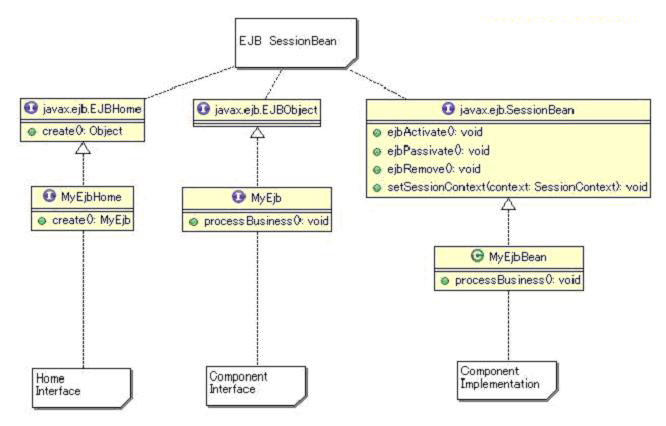 EJB SessionBean
I javax.ejb.EJBHome
create(): Object
I javax.ejb.EJBObject
I javax.ejb.SessionBean
ejbActivate(): void
ejbPassivate(): void
ejbRemove(): void
setSessionContext(context: SessionContext): void
I MyEjbHome
create(): MyEjb
I MyEjb
processBusiness(): void
C MyEjbBean
processBusiness(): void
Home
Interface
Component
Interface
Component
Implementation